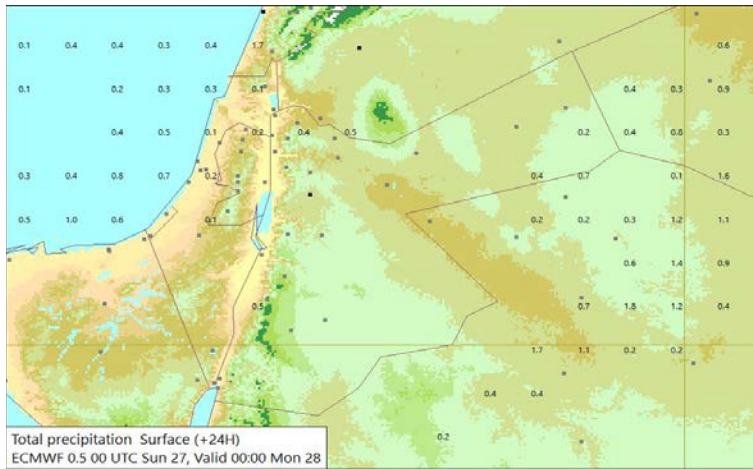 0.1 0.4 0.4 0.3 0.4 1.7 0.6
0.1 0.2 0.3 0.3 0.1 0.4 0.3 0.9
0.4 0.5 0.1 0.2 0.4 0.5 0.2 0.4 0.8 0.3
0.3 0.4 0.8 0.7 0.2 0.4 0.7 0.1 1.6
0.5 1.0 0.6 0.1 0.2 0.2 0.3 1.2 1.1
0.6 1.4 0.9
0.5 0.7 1.8 1.2 0.4
1.7 1.1 0.2 0.2
0.4 0.4
0.2
Total precipitation Surface (+24H)
ECMWF 0.5 00 UTC Sun 27, Valid 00:00 Mon 28